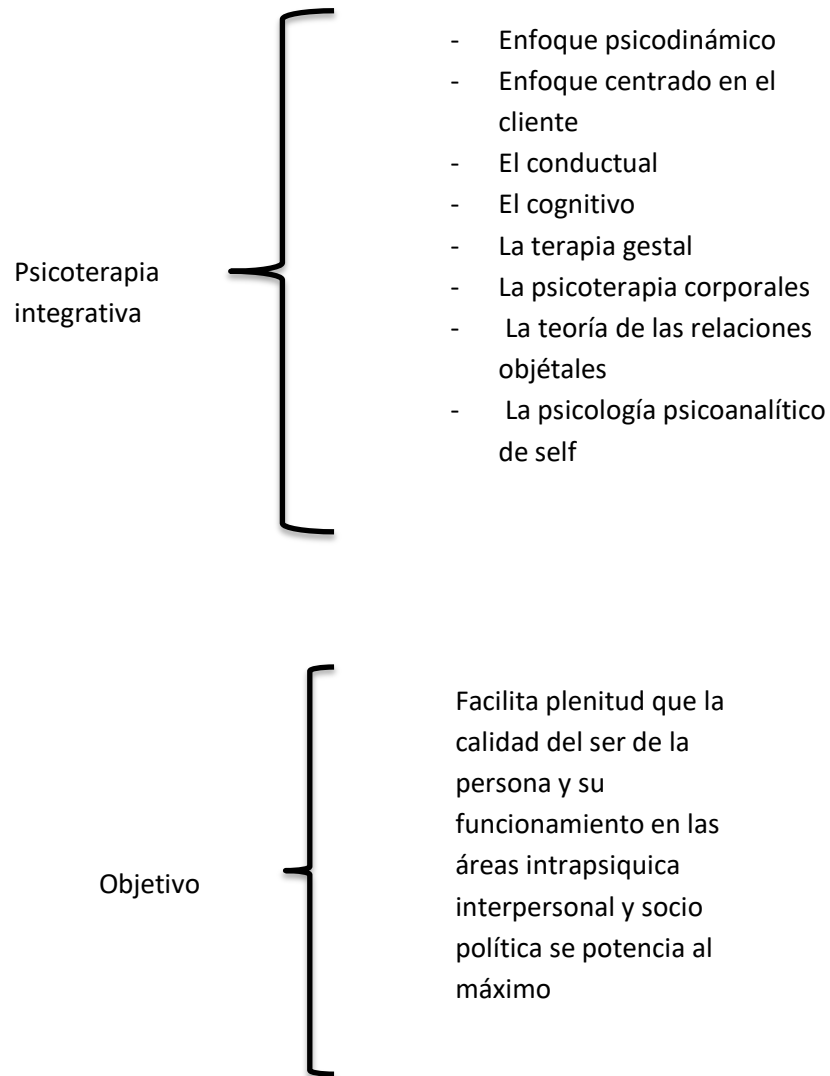 Psicoterapia
integrativa
- Enfoque psicodinámico
- Enfoque centrado en el
cliente
- El conductual
- El cognitivo
- La terapia gestal
- La psicoterapia corporales
- La teoría de las relaciones
objétales
- La psicología psicoanalítico
de self
Objetivo
Facilita plenitud que la
calidad del ser de la
persona y su
funcionamiento en las
áreas intrapsiquica
interpersonal y socio
política se potencia al
máximo